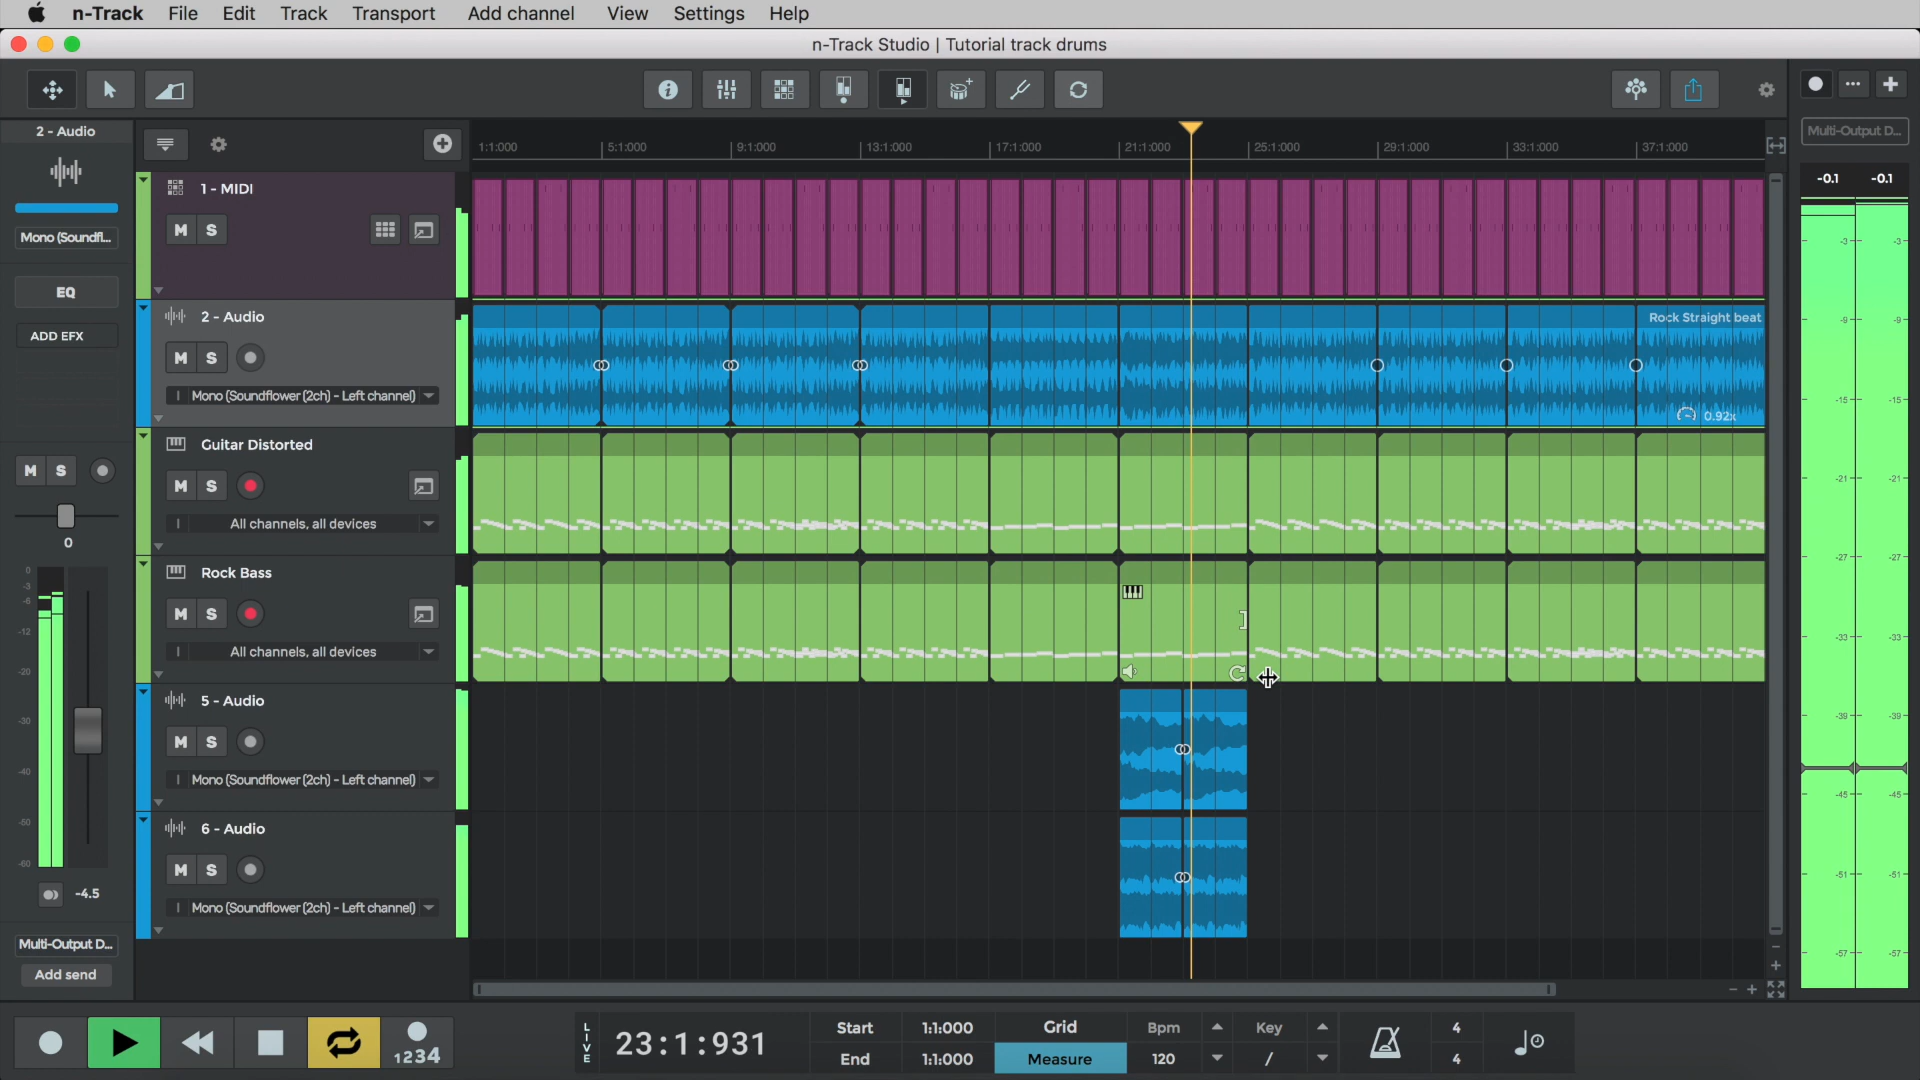 n-Track File Edit Track Transport Add channel View Settings Help
n-Track Studio | Tutorial track drums
2 - Audio
Mono (Soundfl...
EQ
ADD EFX
M S
0
0
-3
-6
-12
-20
-30
-40
-50
-60
-4.5
Multi-Output D...
Add send
1:1:000 5:1:000 9:1:000 13:1:000 17:1:000 21:1:000 25:1:000 29:1:000 33:1:000 37:1:000
1 - MIDI
M S
2 - Audio
M S
Mono (Soundflower (2ch) - Left channel)
Rock Straight beat
0.92x
Guitar Distorted
M S
All channels, all devices
Rock Bass
M S
All channels, all devices
5 - Audio
M S
Mono (Soundflower (2ch) - Left channel)
6 - Audio
M S
Mono (Soundflower (2ch) - Left channel)
Multi-Output D...
-0.1 -0.1
-3 -3
-9 -9
-15 -15
-21 -21
-27 -27
-33 -33
-39 -39
-45 -45
-51 -51
-57 -57
1234
LIVE
23:1:931
Start 1:1:000
End 1:1:000
Grid
Measure
Bpm
120
Key
/
4
4